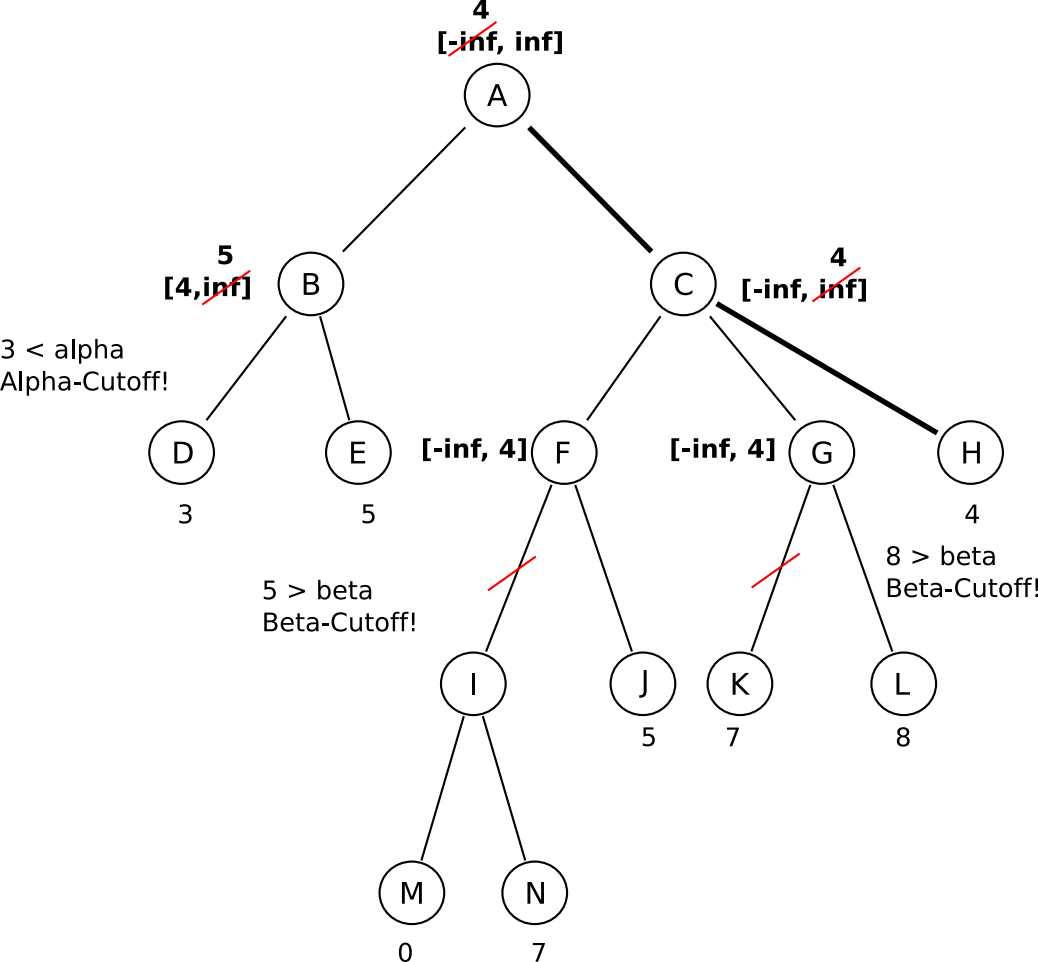 4
[-inf, inf]
A
5
[4,inf]
B
C
4
[-inf, inf]
3 < alpha
Alpha-Cutoff!
D
3
E
5
[-inf, 4]
F
[-inf, 4]
G
H
4
5 > beta
Beta-Cutoff!
8 > beta
Beta-Cutoff!
I
J
5
K
7
L
8
M
0
N
7